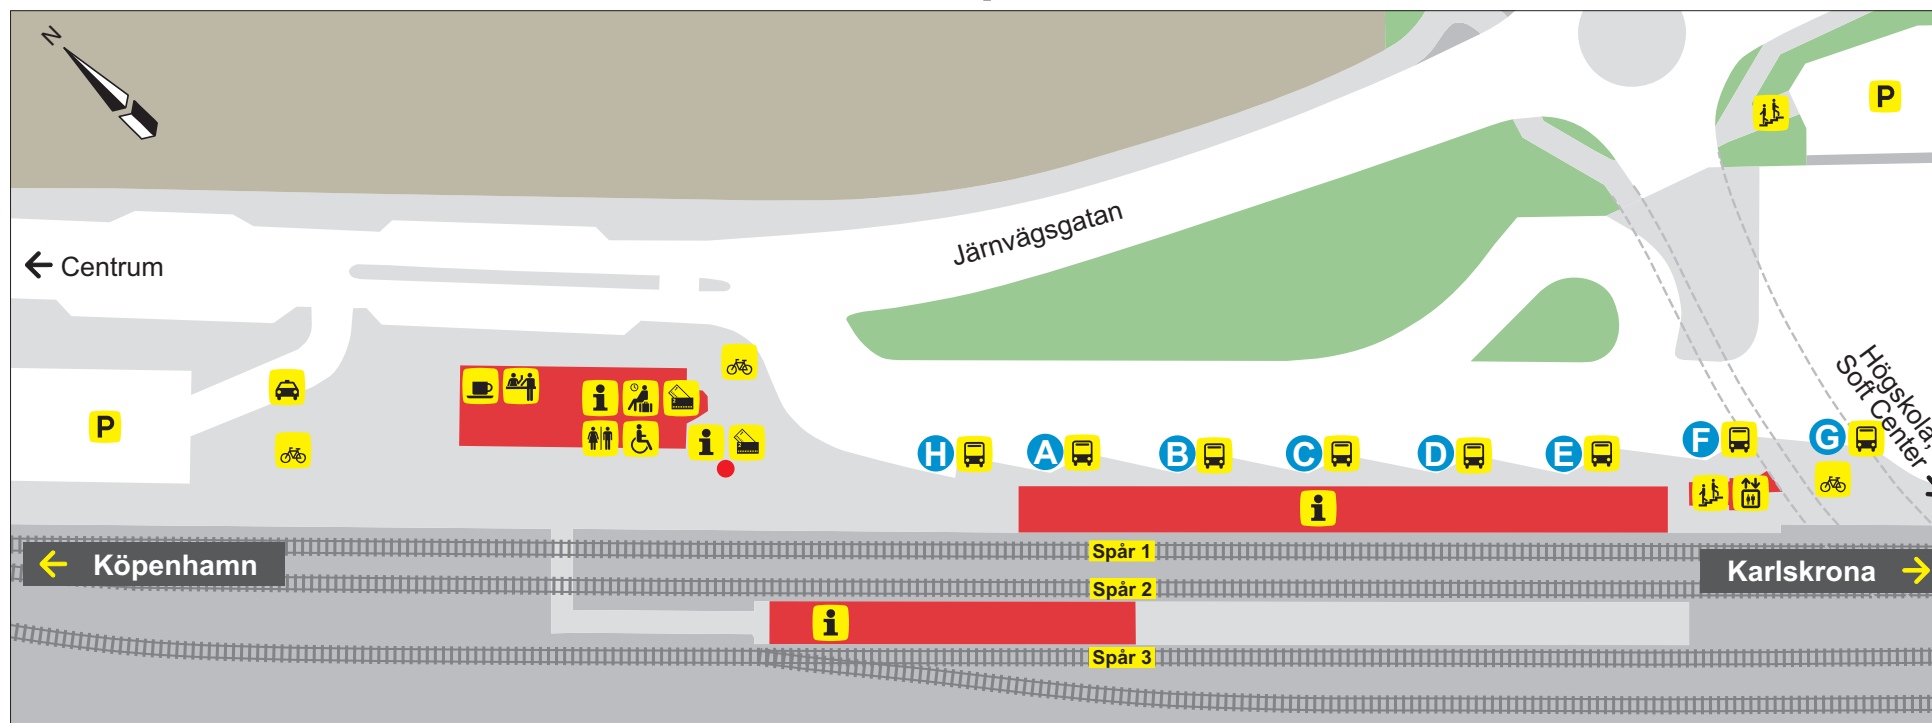 N
P
Järnvägsgatan
← Centrum
P
Högskola,
Soft Center
H
A
B
C
D
E
F
G
Spår 1
← Köpenhamn
Karlskrona →
Spår 2
Spår 3